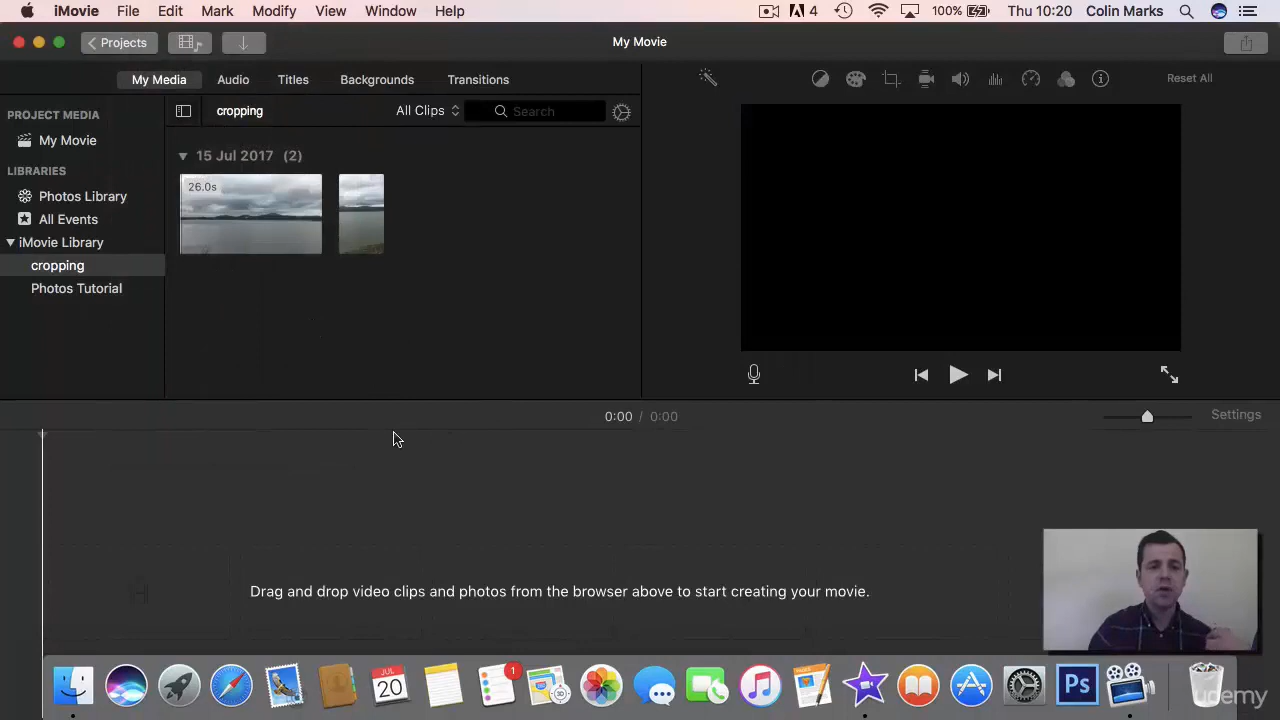 iMovie File Edit Mark Modify View Window Help 4 100% Thu 10:20 Colin Marks
Projects My Movie
My Media Audio Titles Backgrounds Transitions Reset All
PROJECT MEDIA cropping All Clips Search
My Movie
15 Jul 2017 (2)
LIBRARIES
26.0s
Photos Library
All Events
iMovie Library
cropping
Photos Tutorial
0:00 / 0:00 Settings
Drag and drop video clips and photos from the browser above to start creating your movie.
JUL
20
1
Ps
udemy